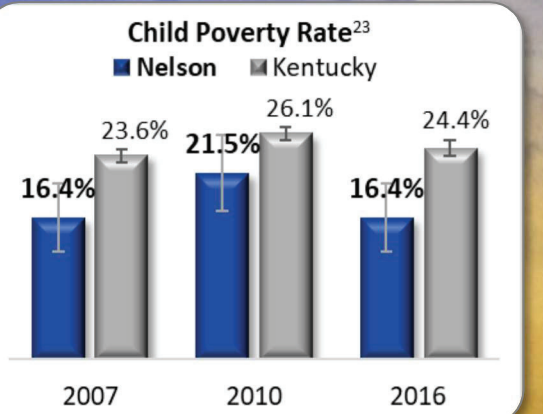 Child Poverty Rate23
Nelson Kentucky
23.6% 26.1% 24.4%
16.4% 21.5% 16.4%
2007 2010 2016